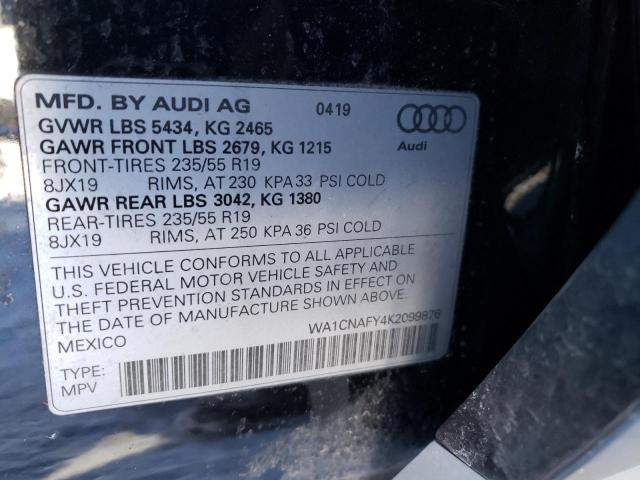 MFD. BY AUDI AG 0419
GVWR LBS 5434, KG 2465
GAWR FRONT LBS 2679, KG 1215
Audi
FRONT-TIRES 235/55 R19
8JX19 RIMS, AT 230 KPA 33 PSI COLD
GAWR REAR LBS 3042, KG 1380
REAR-TIRES 235/55 R19
8JX19 RIMS, AT 250 KPA 36 PSI COLD
THIS VEHICLE CONFORMS TO ALL APPLICABLE
U.S. FEDERAL MOTOR VEHICLE SAFETY AND
THEFT PREVENTION STANDARDS IN EFFECT ON
THE DATE OF MANUFACTURE SHOWN ABOVE.
MEXICO
WA1CNAFY4K2099876
TYPE:
MPV